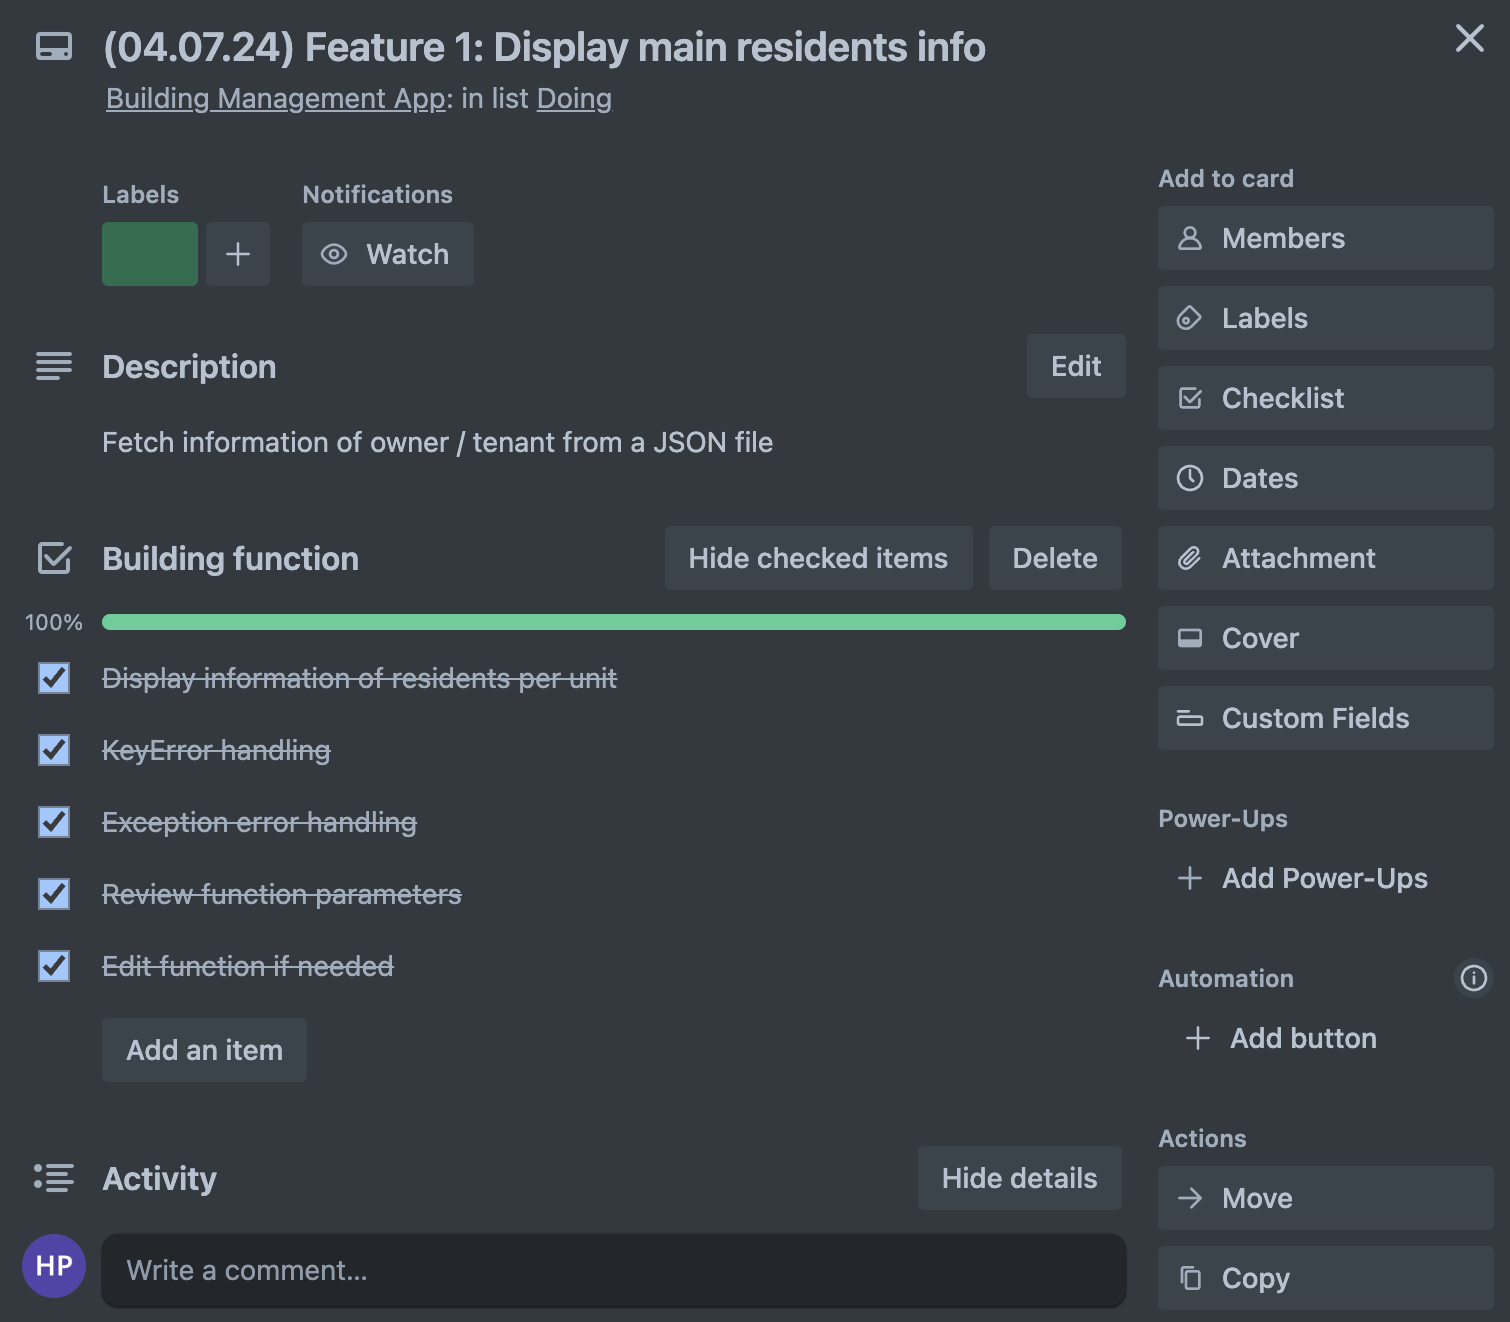 (04.07.24) Feature 1: Display main residents info
Building Management App: in list Doing
Labels
Notifications
Watch
Description
Edit
Fetch information of owner / tenant from a JSON file
Building function
Hide checked items
Delete
100%
Display information of residents per unit
KeyError handling
Exception error handling
Review function parameters
Edit function if needed
Add an item
Activity
Hide details
HP
Write a comment...
Add to card
Members
Labels
Checklist
Dates
Attachment
Cover
Custom Fields
Power-Ups
Add Power-Ups
Automation
Add button
Actions
Move
Copy